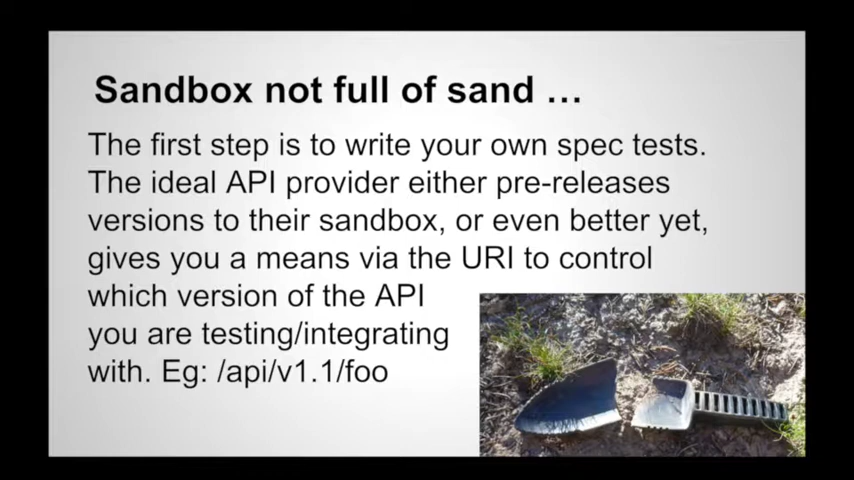 Sandbox not full of sand …
The first step is to write your own spec tests.
The ideal API provider either pre-releases
versions to their sandbox, or even better yet,
gives you a means via the URI to control
which version of the API
you are testing/integrating
with. Eg: /api/v1.1/foo